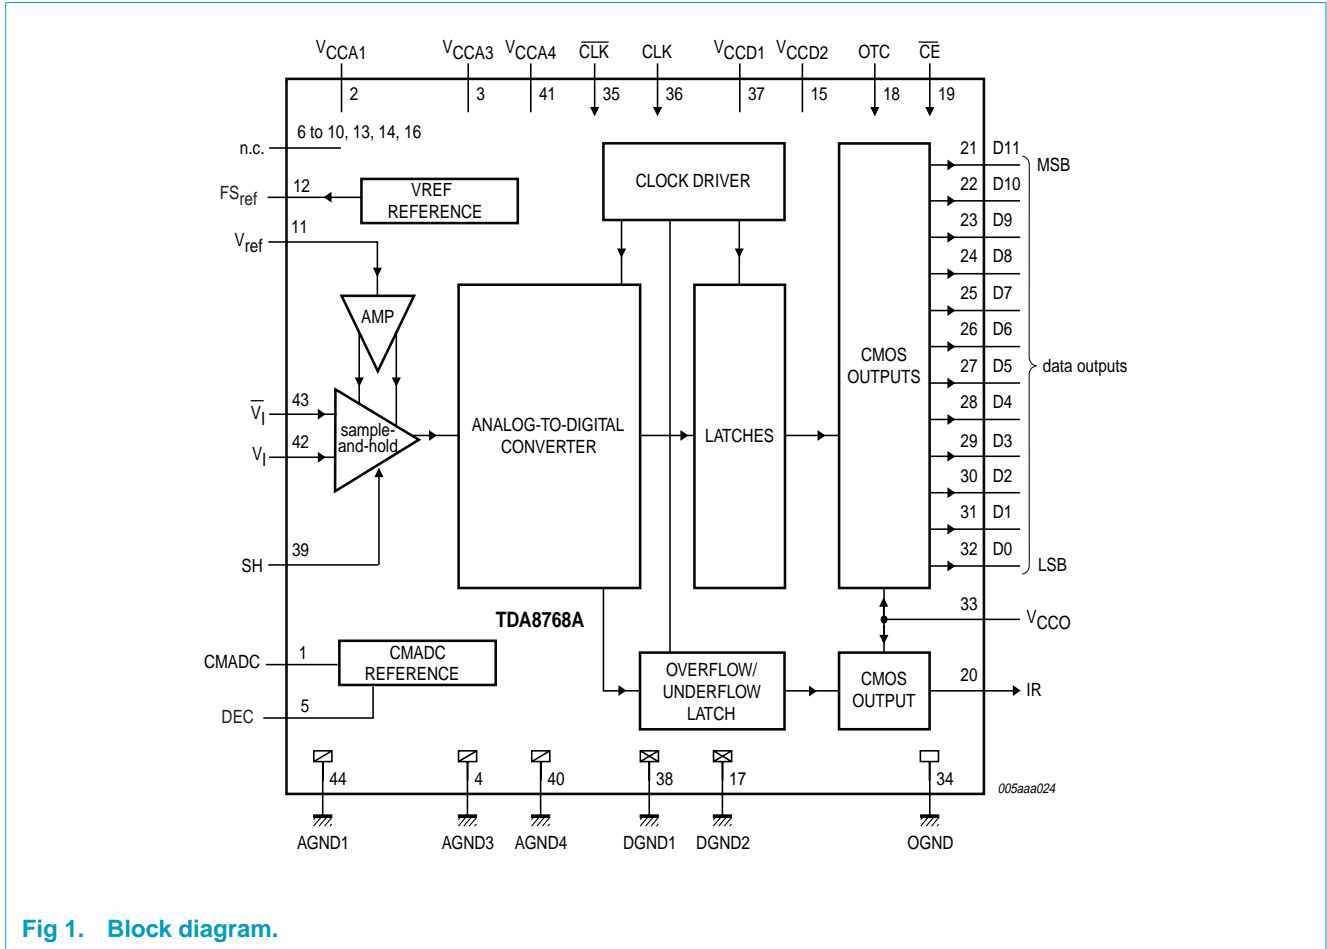 VCCA1 VCCA3 VCCA4 CLK CLK VCCD1 VCCD2 OTC CE
2 3 41 35 36 37 15 18 19
6 to 10, 13, 14, 16
n.c.
FSref 12
VREF
REFERENCE
Vref 11
AMP
VI 43
VI 42
sample-
and-hold
SH 39
CLOCK DRIVER
ANALOG-TO-DIGITAL
CONVERTER
LATCHES
CMOS
OUTPUTS
21 D11 MSB
22 D10
23 D9
24 D8
25 D7
26 D6
27 D5
data outputs
28 D4
29 D3
30 D2
31 D1
32 D0 LSB
33 VCCO
TDA8768A
CMADC 1
CMADC
REFERENCE
DEC 5
OVERFLOW/
UNDERFLOW
LATCH
CMOS
OUTPUT
20 IR
44 4 40 38 17 34
005aaa024
AGND1 AGND3 AGND4 DGND1 DGND2 OGND
Fig 1. Block diagram.